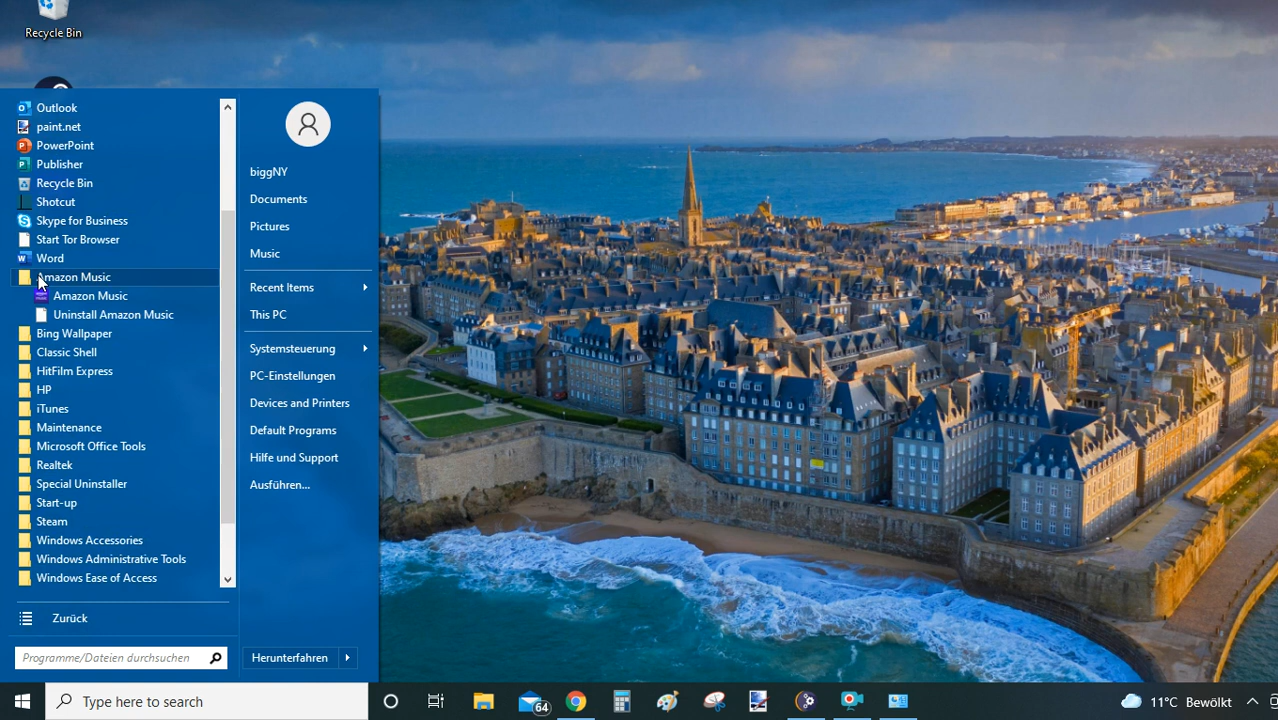 Recycle Bin
Outlook
paint.net
PowerPoint
Publisher
Recycle Bin
Shotcut
Skype for Business
Start Tor Browser
Word
Amazon Music
Amazon Music
Uninstall Amazon Music
Bing Wallpaper
Classic Shell
HitFilm Express
HP
iTunes
Maintenance
Microsoft Office Tools
Realtek
Special Uninstaller
Start-up
Steam
Windows Accessories
Windows Administrative Tools
Windows Ease of Access
Zurück
Programme/Dateien durchsuchen
biggNY
Documents
Pictures
Music
Recent Items
This PC
Systemsteuerung
PC-Einstellungen
Devices and Printers
Default Programs
Hilfe und Support
Ausführen...
Herunterfahren
Type here to search
64
11°C Bewölkt